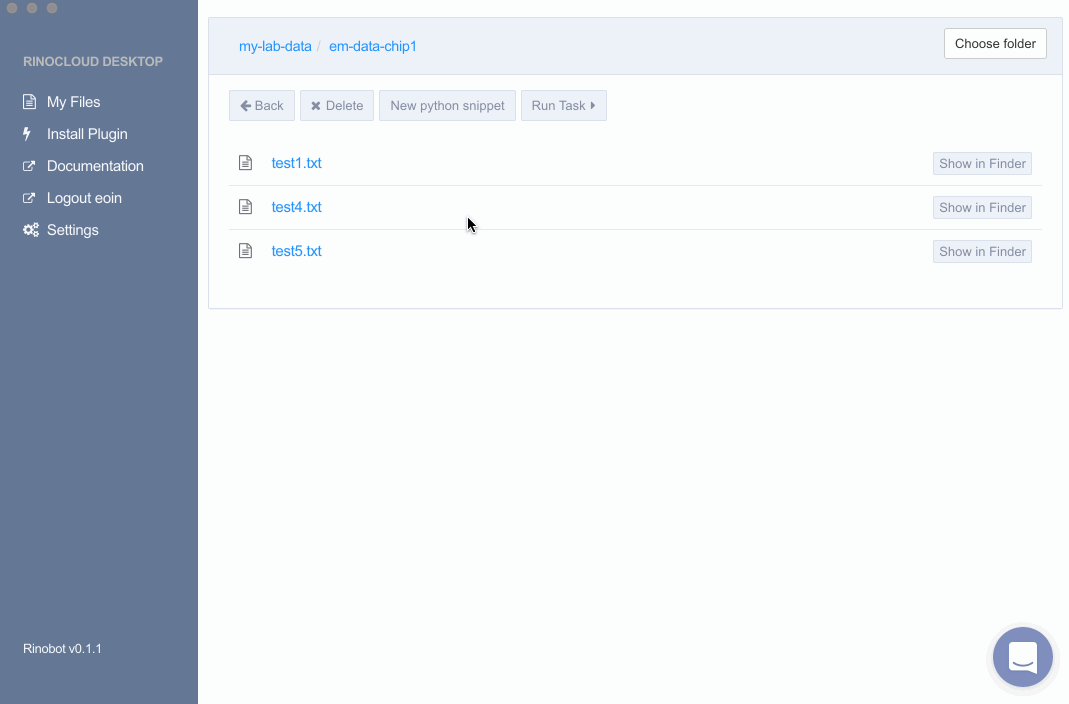 RINOCLOUD DESKTOP
My Files
Install Plugin
Documentation
Logout eoin
Settings
Rinobot v0.1.1
my-lab-data / em-data-chip1
Choose folder
Back Delete New python snippet Run Task
test1.txt Show in Finder
test4.txt Show in Finder
test5.txt Show in Finder